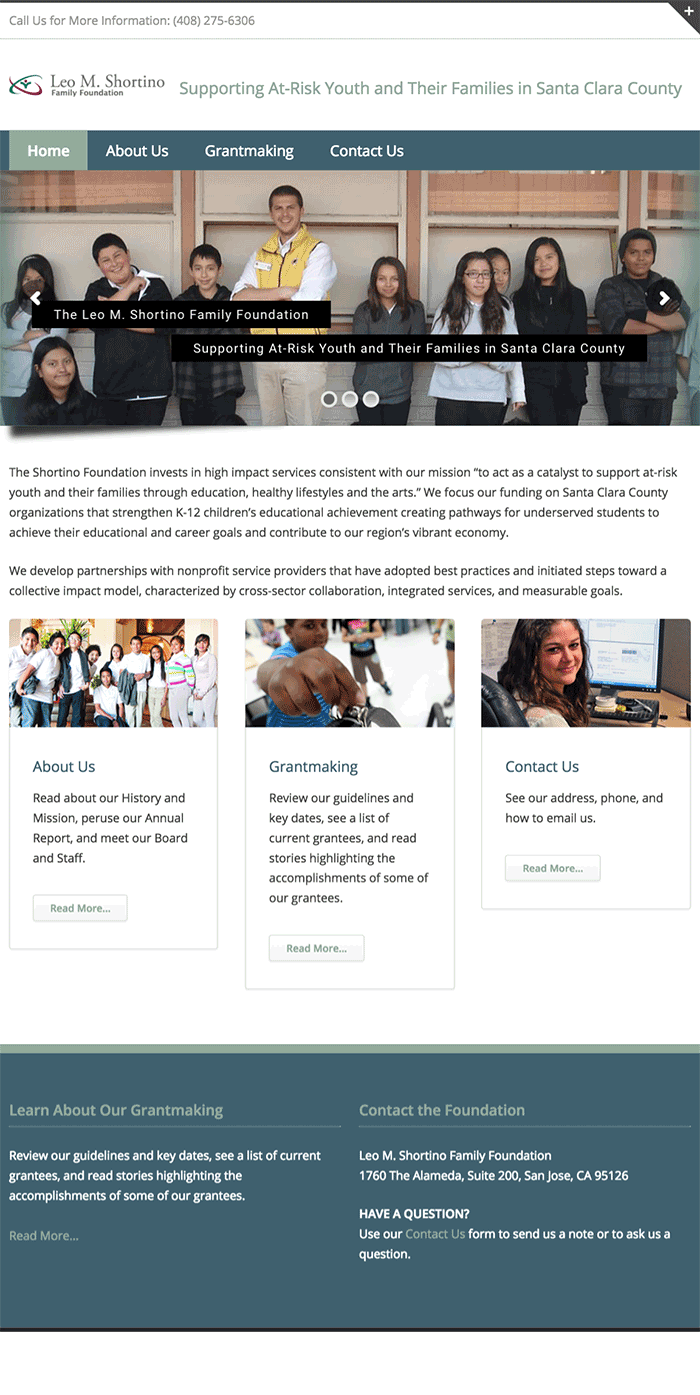 Call Us for More Information: (408) 275-6306
+
Leo M. Shortino
Family Foundation
Supporting At-Risk Youth and Their Families in Santa Clara County
Home About Us Grantmaking Contact Us
The Leo M. Shortino Family Foundation
Supporting At-Risk Youth and Their Families in Santa Clara County
The Shortino Foundation invests in high impact services consistent with our mission “to act as a catalyst to support at-risk
youth and their families through education, healthy lifestyles and the arts.” We focus our funding on Santa Clara County
organizations that strengthen K-12 children’s educational achievement creating pathways for underserved students to
achieve their educational and career goals and contribute to our region’s vibrant economy.
We develop partnerships with nonprofit service providers that have adopted best practices and initiated steps toward a
collective impact model, characterized by cross-sector collaboration, integrated services, and measurable goals.
About Us
Read about our History and
Mission, peruse our Annual
Report, and meet our Board
and Staff.
Read More...
Grantmaking
Review our guidelines and
key dates, see a list of
current grantees, and read
stories highlighting the
accomplishments of some of
our grantees.
Read More...
Contact Us
See our address, phone, and
how to email us.
Read More...
Learn About Our Grantmaking
Review our guidelines and key dates, see a list of current
grantees, and read stories highlighting the
accomplishments of some of our grantees.
Read More...
Contact the Foundation
Leo M. Shortino Family Foundation
1760 The Alameda, Suite 200, San Jose, CA 95126
HAVE A QUESTION?
Use our Contact Us form to send us a note or to ask us a
question.